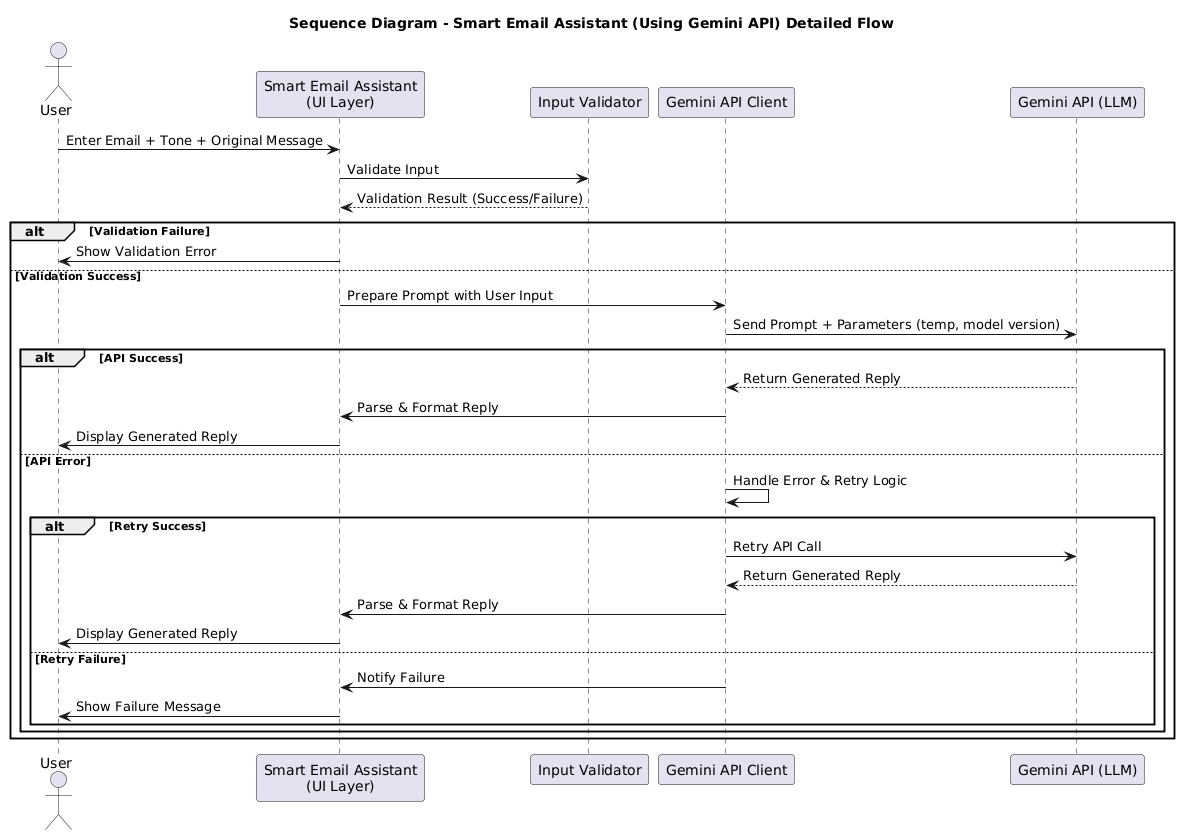 Sequence Diagram - Smart Email Assistant (Using Gemini API) Detailed Flow
User
Smart Email Assistant
(UI Layer)
Input Validator
Gemini API Client
Gemini API (LLM)
Enter Email + Tone + Original Message
Validate Input
Validation Result (Success/Failure)
alt [Validation Failure]
Show Validation Error
[Validation Success]
Prepare Prompt with User Input
Send Prompt + Parameters (temp, model version)
alt [API Success]
Return Generated Reply
Parse & Format Reply
Display Generated Reply
[API Error]
Handle Error & Retry Logic
alt [Retry Success]
Retry API Call
Return Generated Reply
Parse & Format Reply
Display Generated Reply
[Retry Failure]
Notify Failure
Show Failure Message
User
Smart Email Assistant
(UI Layer)
Input Validator
Gemini API Client
Gemini API (LLM)